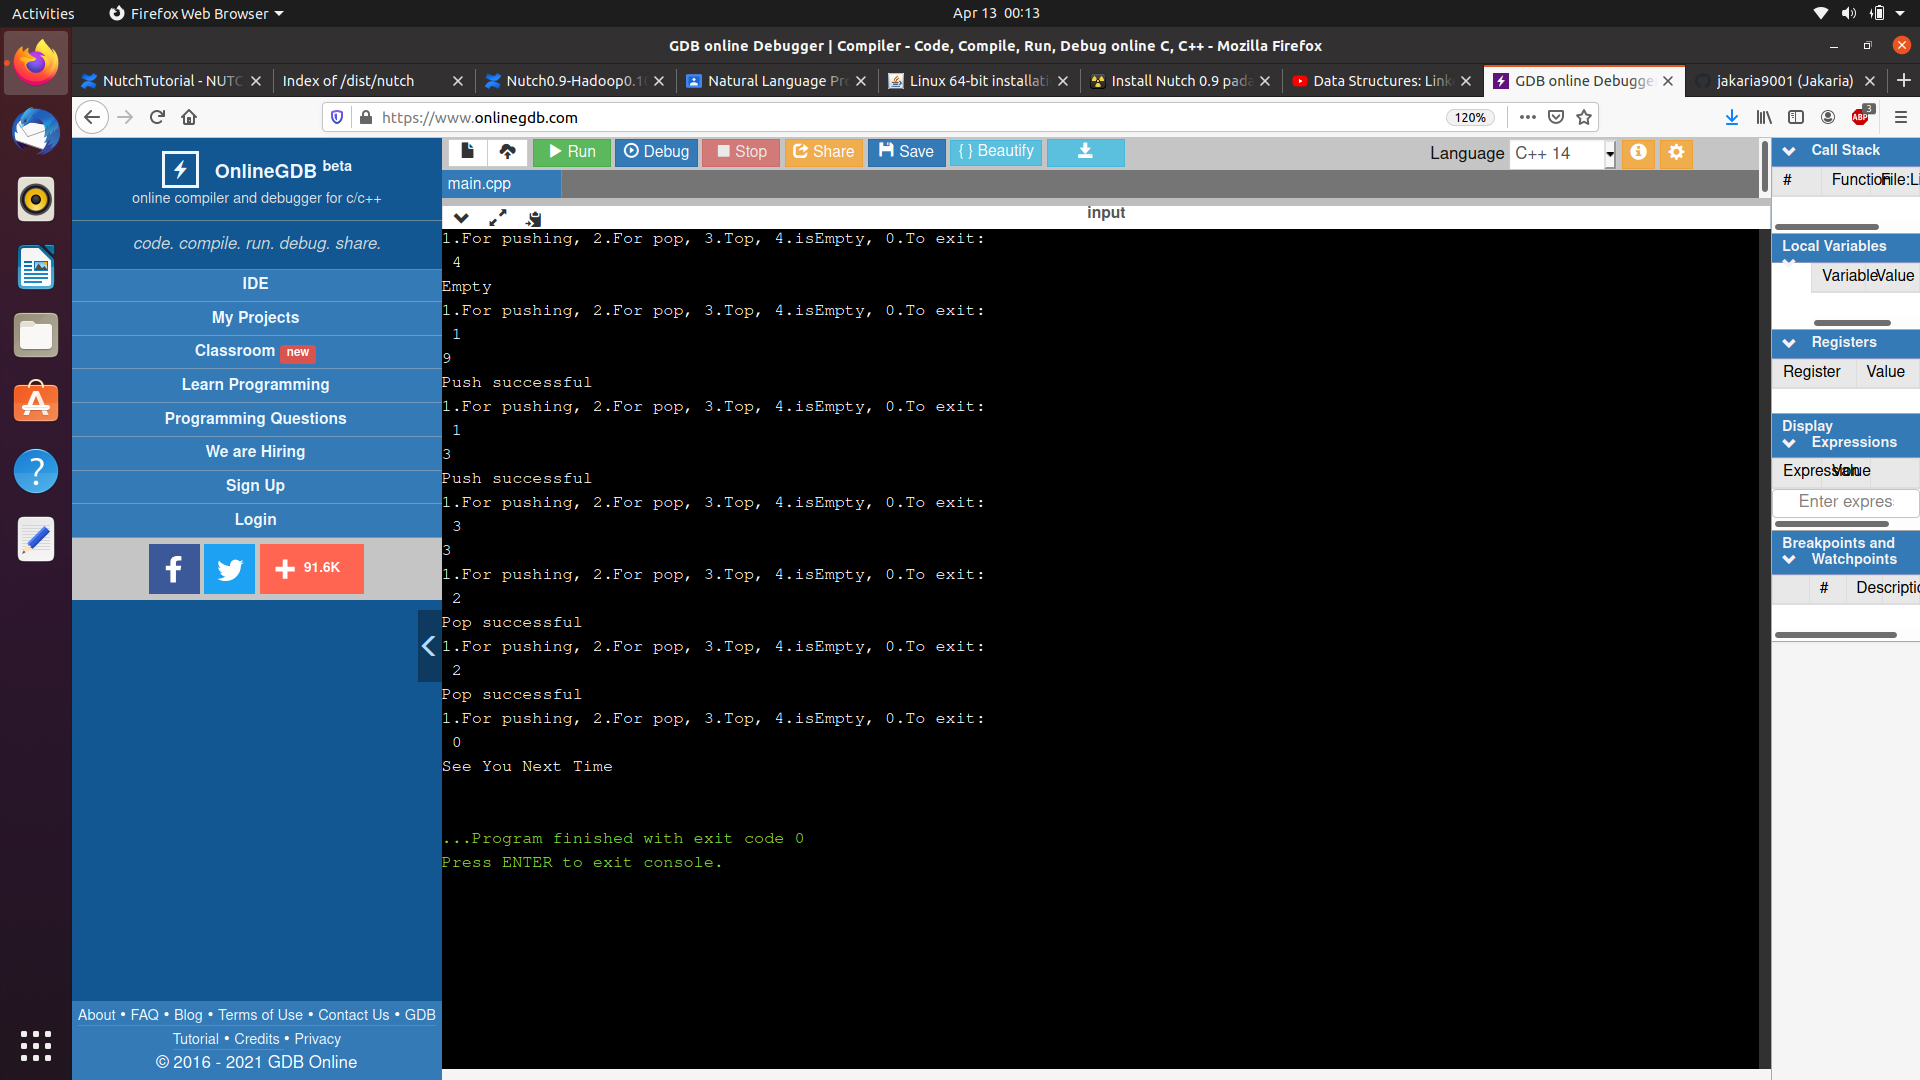 Activities
Firefox Web Browser
Apr 13 00:13
GDB online Debugger | Compiler - Code, Compile, Run, Debug online C, C++ - Mozilla Firefox
NutchTutorial - NUTC
Index of /dist/nutch
Nutch0.9-Hadoop0.10
Natural Language Pro
Linux 64-bit installati
Install Nutch 0.9 pada
Data Structures: Link
GDB online Debugge
jakaria9001 (Jakaria)
https://www.onlinegdb.com
120%
ABP
3
OnlineGDB beta
online compiler and debugger for c/c++
code. compile. run. debug. share.
IDE
My Projects
Classroom new
Learn Programming
Programming Questions
We are Hiring
Sign Up
Login
91.6K
About • FAQ • Blog • Terms of Use • Contact Us • GDB
Tutorial • Credits • Privacy
© 2016 - 2021 GDB Online
Run
Debug
Stop
Share
Save
{ } Beautify
Language C++ 14
main.cpp
input
1.For pushing, 2.For pop, 3.Top, 4.isEmpty, 0.To exit:
4
Empty
1.For pushing, 2.For pop, 3.Top, 4.isEmpty, 0.To exit:
1
9
Push successful
1.For pushing, 2.For pop, 3.Top, 4.isEmpty, 0.To exit:
1
3
Push successful
1.For pushing, 2.For pop, 3.Top, 4.isEmpty, 0.To exit:
3
3
1.For pushing, 2.For pop, 3.Top, 4.isEmpty, 0.To exit:
2
Pop successful
1.For pushing, 2.For pop, 3.Top, 4.isEmpty, 0.To exit:
2
Pop successful
1.For pushing, 2.For pop, 3.Top, 4.isEmpty, 0.To exit:
0
See You Next Time
...Program finished with exit code 0
Press ENTER to exit console.
Call Stack
# Function File:Li
Local Variables
Variable Value
Registers
Register Value
Display
Expressions
Expression Value
Enter expres
Breakpoints and
Watchpoints
# Descriptio